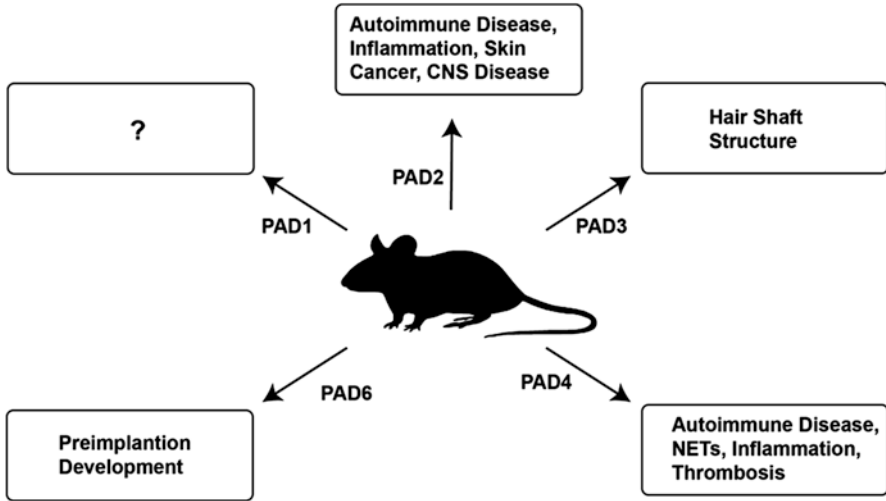 Autoimmune Disease,
Inflammation, Skin
Cancer, CNS Disease
?
Hair Shaft
Structure
PAD2
PAD1
PAD3
PAD6
PAD4
Preimplantion
Development
Autoimmune Disease,
NETs, Inflammation,
Thrombosis